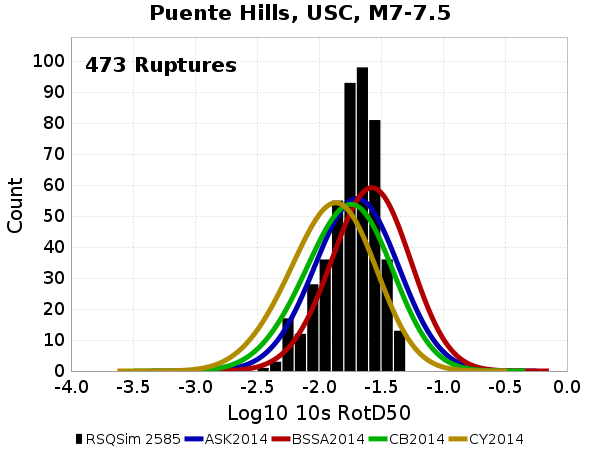 Puente Hills, USC, M7-7.5
473 Ruptures
Count
100
90
80
70
60
50
40
30
20
10
0
-4.0 -3.5 -3.0 -2.5 -2.0 -1.5 -1.0 -0.5 0.0
Log10 10s RotD50
RSQSim 2585 ASK2014 BSSA2014 CB2014 CY2014